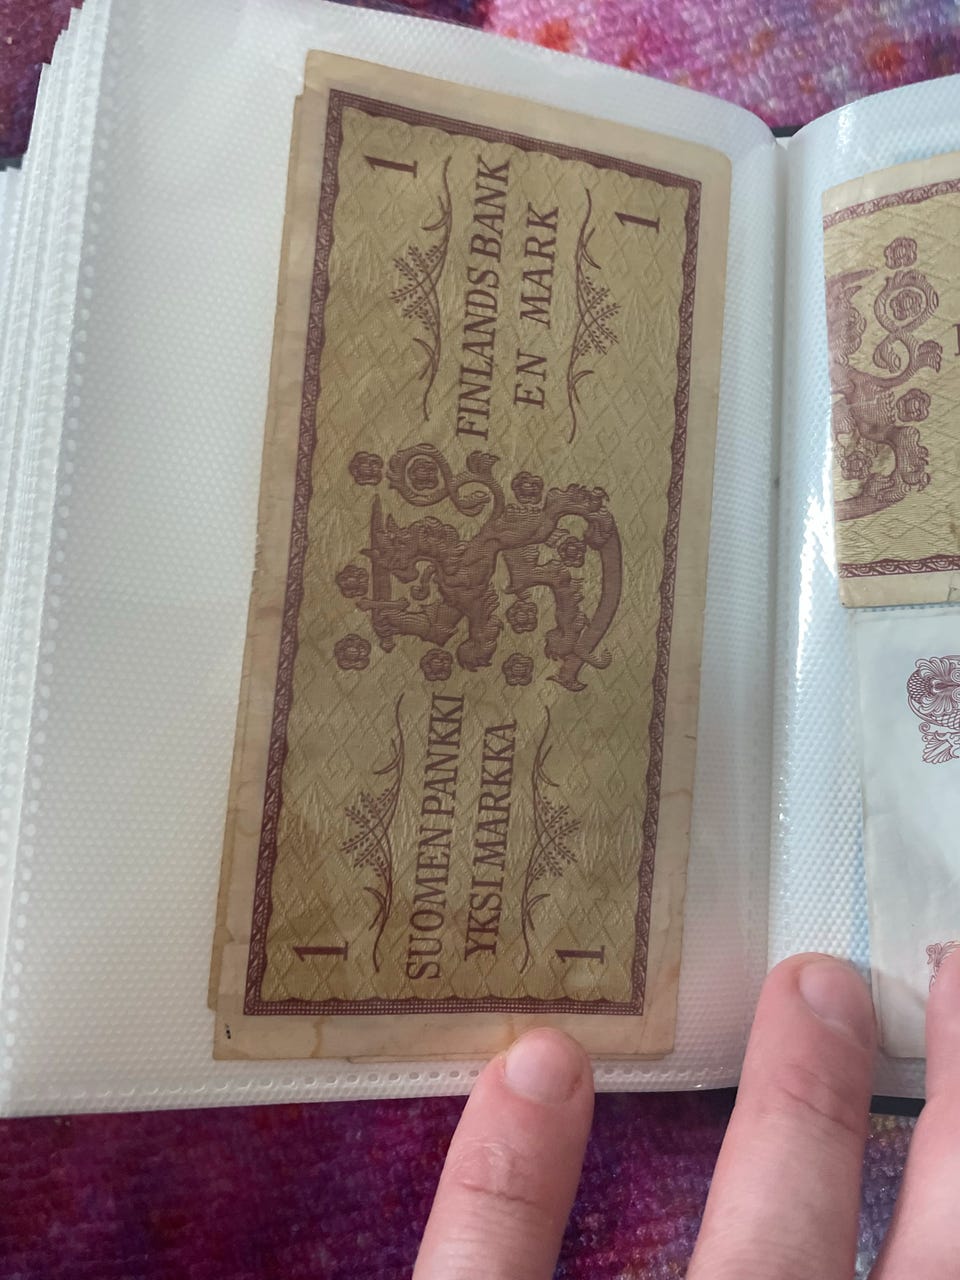 1
1
SUOMEN PANKKI
YKSI MARKKA
FINLANDS BANK
EN MARK
1
1